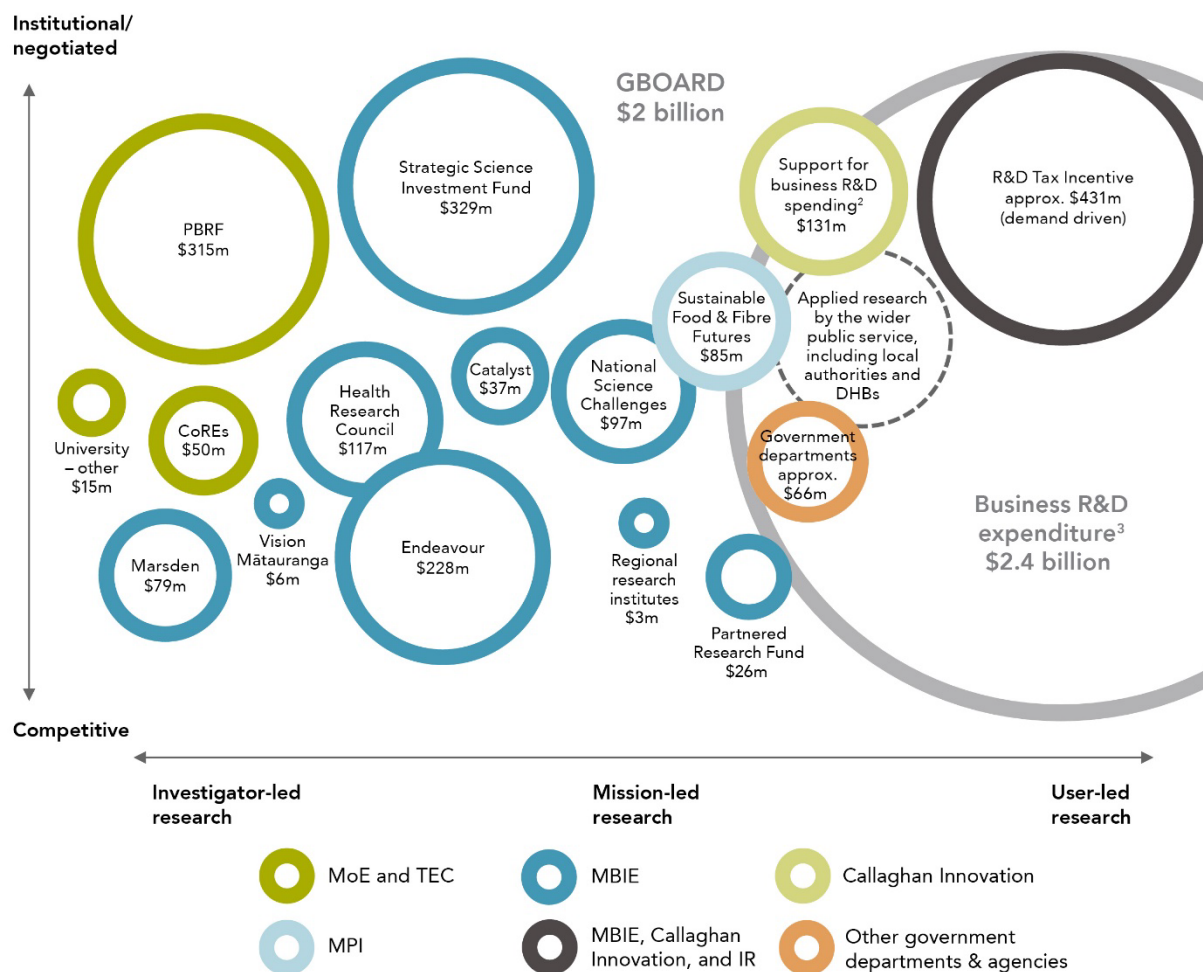 Institutional/
negotiated
GBOARD
$2 billion
Strategic Science
Investment Fund
$329m
Support for
business R&D
spending²
$131m
R&D Tax Incentive
approx. $431m
(demand driven)
PBRF
$315m
Sustainable
Food & Fibre
Futures
$85m
Applied research
by the wider
public service,
including local
authorities and
DHBs
Catalyst
$37m
National
Science
Challenges
$97m
Health
Research
Council
$117m
University
– other
$15m
CoREs
$50m
Government
departments
approx.
$66m
Vision
Mātauranga
$6m
Marsden
$79m
Endeavour
$228m
Regional
research
institutes
$3m
Partnered
Research Fund
$26m
Business R&D
expenditure³
$2.4 billion
Competitive
Investigator-led
research
Mission-led
research
User-led
research
MoE and TEC
MBIE
Callaghan Innovation
MPI
MBIE, Callaghan
Innovation, and IR
Other government
departments & agencies